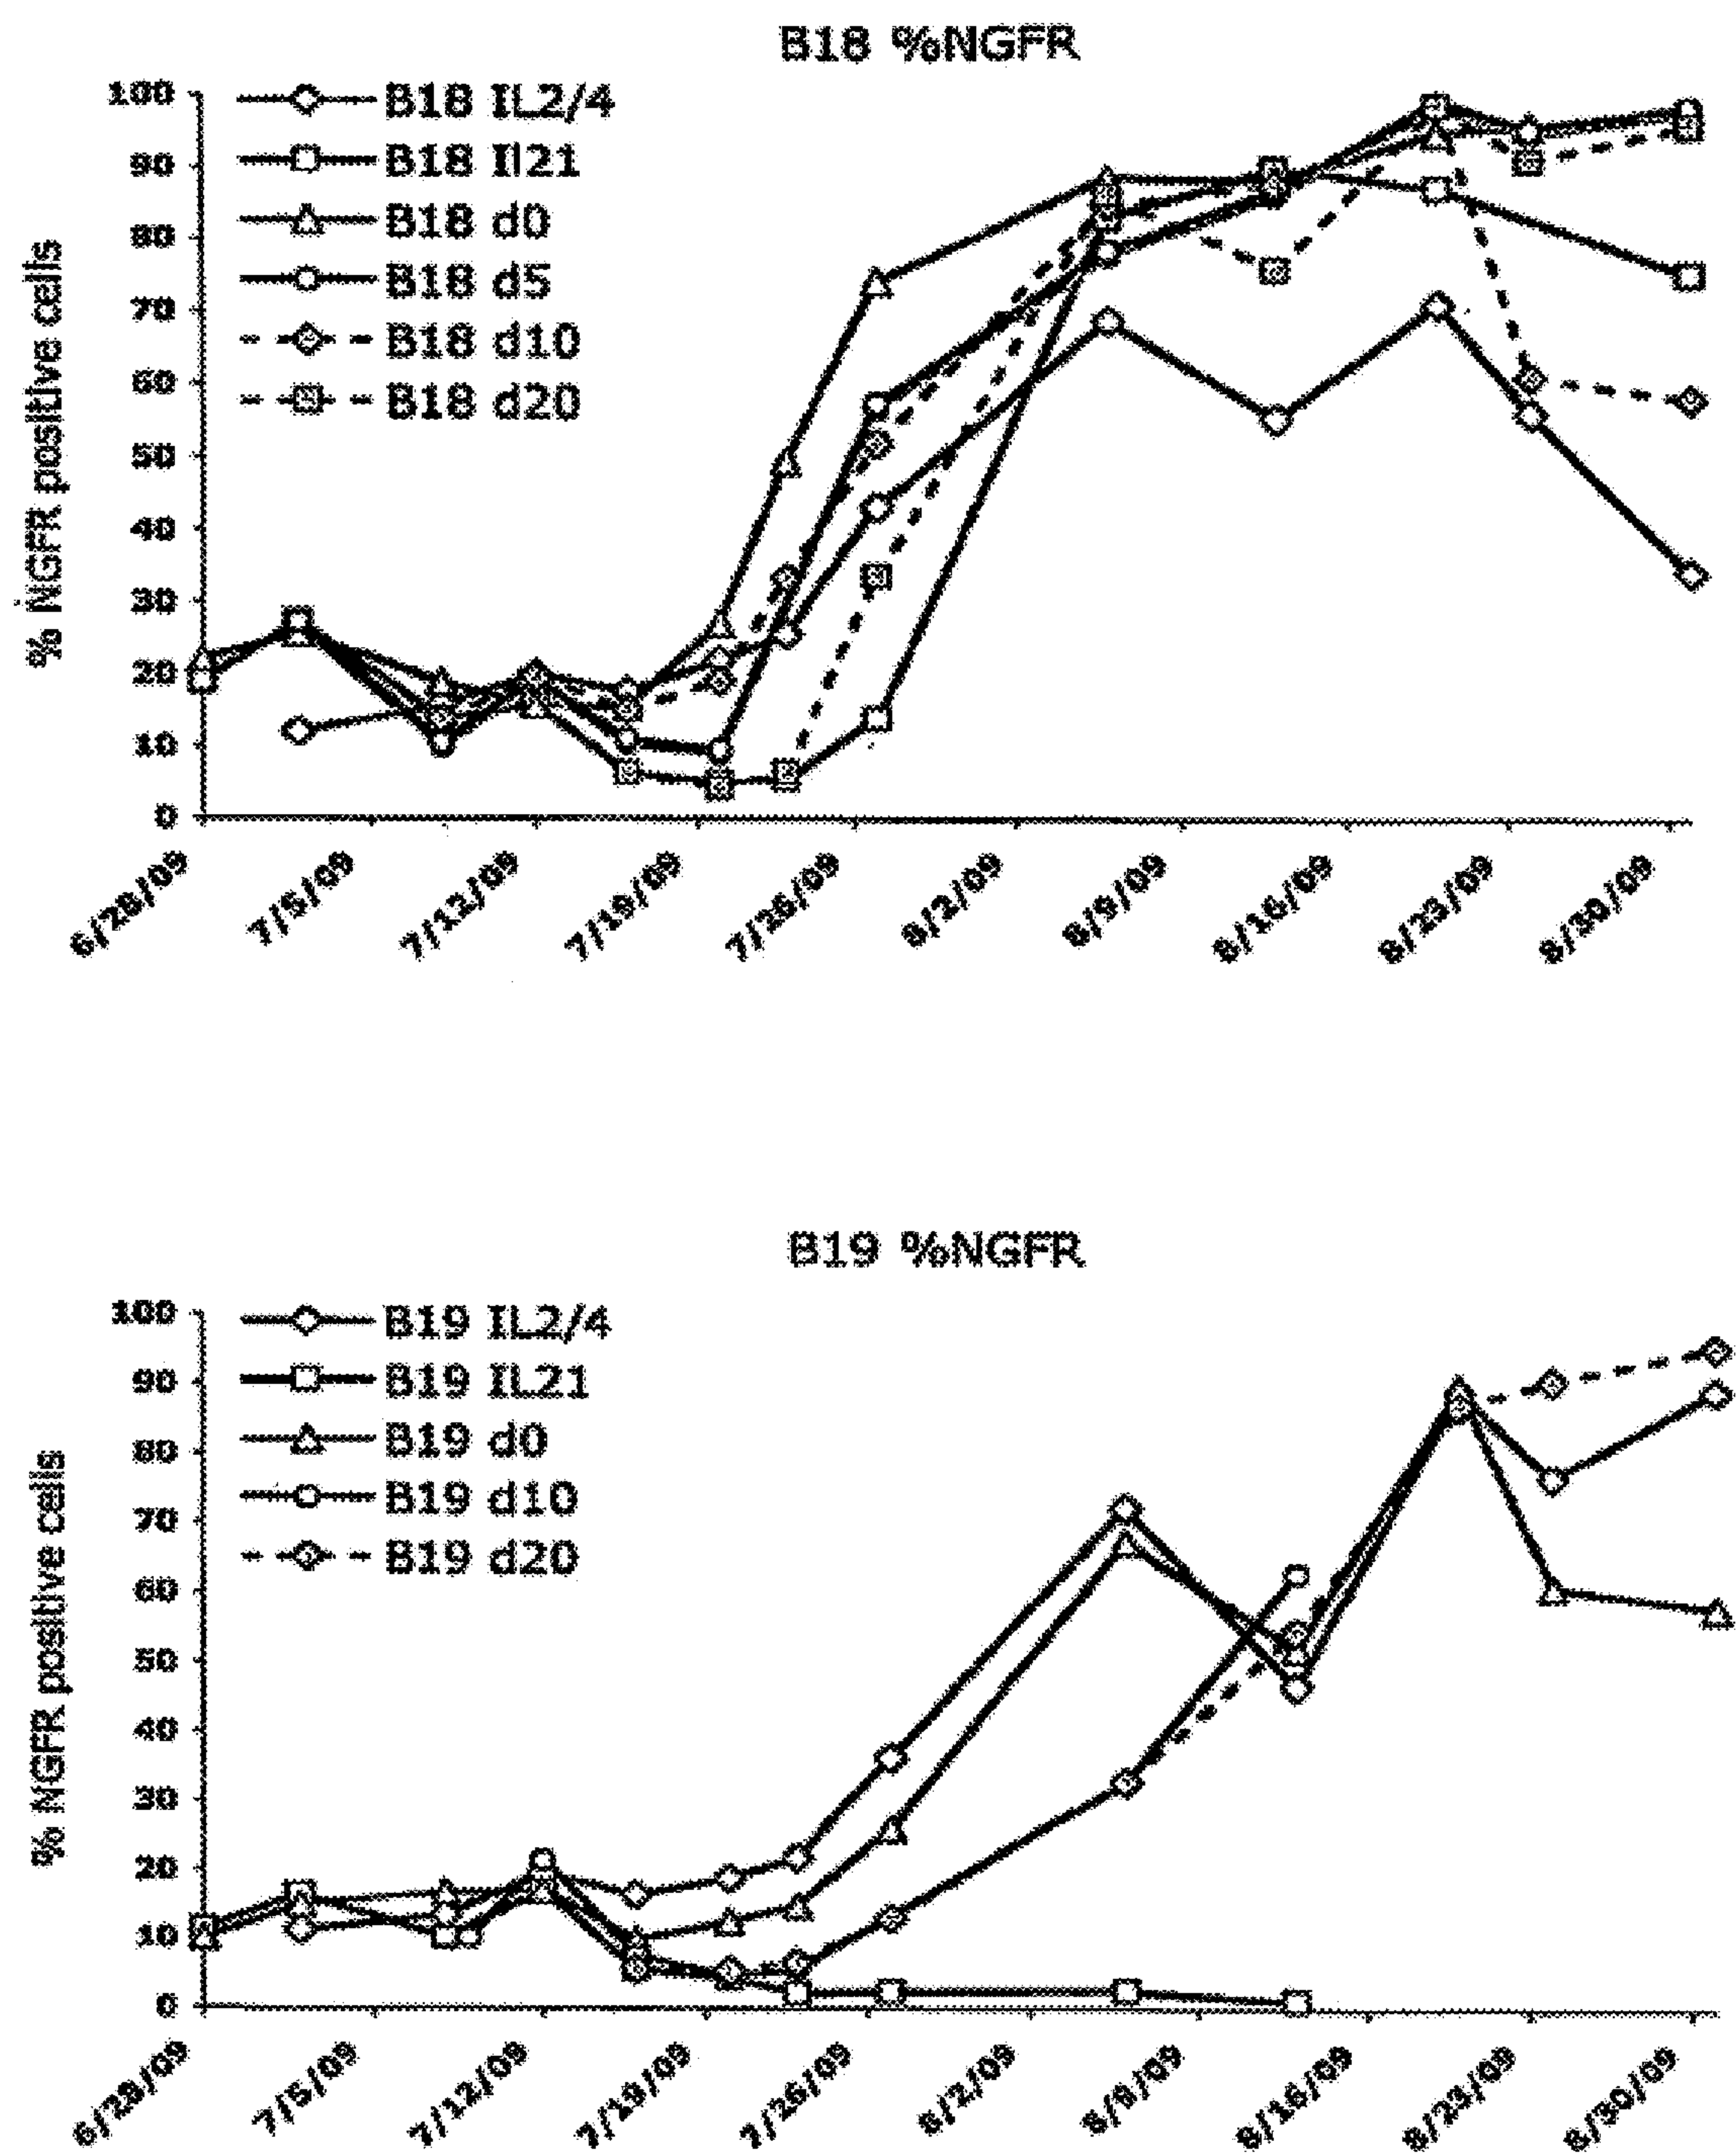 B18 %NGFR
100
90
80
70
60
50
40
30
20
10
0
% NGFR positive cells
B18 IL2/4
B18 Il21
B18 d0
B18 d5
B18 d10
B18 d20
6/28/09
7/5/09
7/12/09
7/19/09
7/26/09
8/2/09
8/9/09
8/16/09
8/23/09
8/30/09
B19 %NGFR
100
90
80
70
60
50
40
30
20
10
0
% NGFR positive cells
B19 IL2/4
B19 IL21
B19 d0
B19 d10
B19 d20
6/28/09
7/5/09
7/12/09
7/19/09
7/26/09
8/2/09
8/9/09
8/16/09
8/23/09
8/30/09